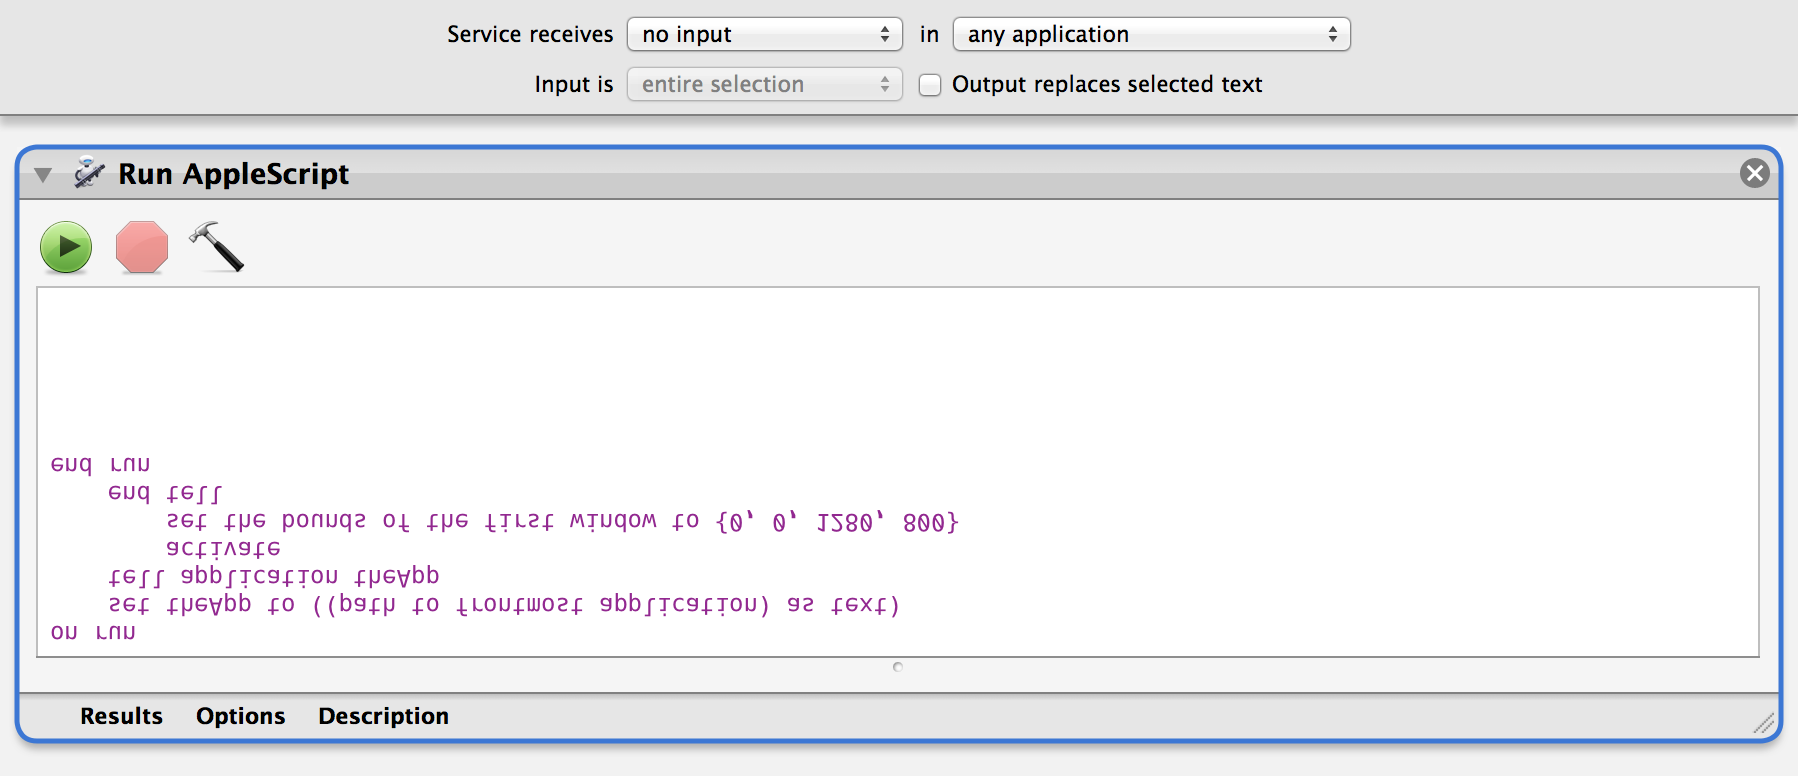 Service receives no input in any application
Input is entire selection Output replaces selected text
Run AppleScript
on run
set theApp to ((path to frontmost application) as text)
tell application theApp
activate
set the bounds of the first window to {0, 0, 1280, 800}
end tell
end run
Results Options Description